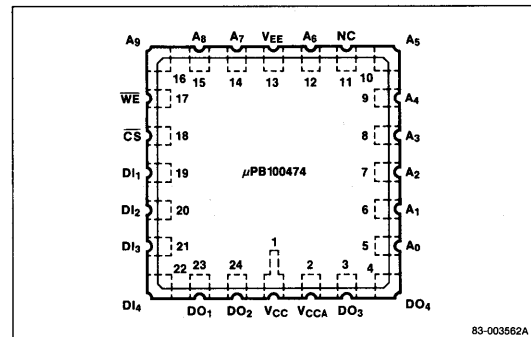 A9 A8 A7 VEE A6 NC A5
16 15 14 13 12 11 10
W̅E̅ 17 9 A4
C̅S̅ 18 8 A3
DI1 19 µPB100474 7 A2
DI2 20 6 A1
DI3 21 5 A0
22 23 24 1 2 3 4
DI4 DO1 DO2 VCC VCCA DO3 DO4
83-003562A